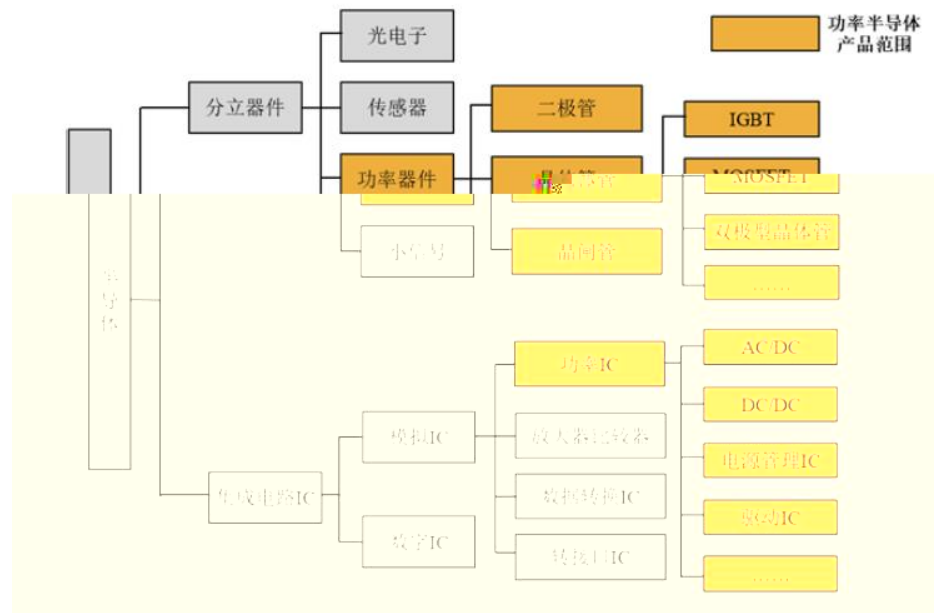 光电子
功率半导体
产品范围
分立器件
传感器
二极管
IGBT
功率器件
MOSFET
小信号
晶闸管
双极型晶体管
……
半导体
功率IC
AC/DC
DC/DC
模拟IC
放大器比较器
电源管理IC
集成电路IC
数据转换IC
驱动IC
数字IC
转接口IC
……